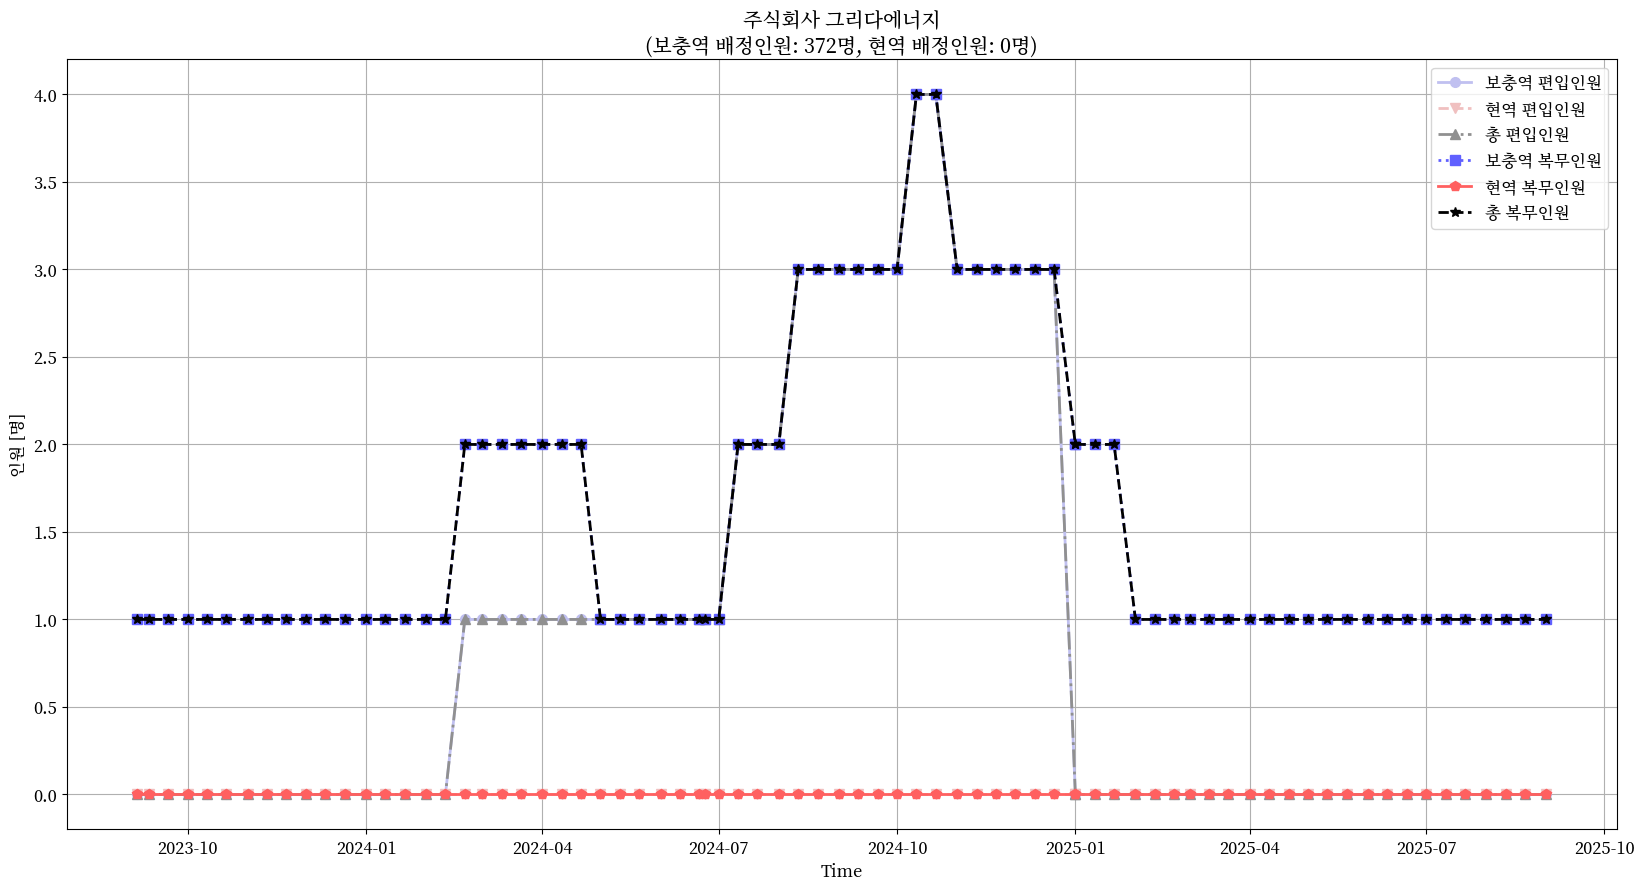 주식회사 그리다에너지
(보충역 배정인원: 372명, 현역 배정인원: 0명)
보충역 편입인원
현역 편입인원
총 편입인원
보충역 복무인원
현역 복무인원
총 복무인원
인원 [명]
4.0
3.5
3.0
2.5
2.0
1.5
1.0
0.5
0.0
2023-10
2024-01
2024-04
2024-07
2024-10
2025-01
2025-04
2025-07
2025-10
Time